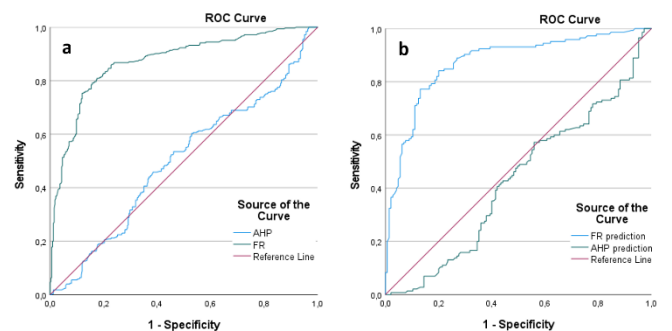 ROC Curve
a
1,0
0,8
0,6
0,4
0,2
0,0
Sensitivity
0,0 0,2 0,4 0,6 0,8 1,0
1 - Specificity
Source of the
Curve
AHP
FR
Reference Line
ROC Curve
b
1,0
0,8
0,6
0,4
0,2
0,0
Sensitivity
0,0 0,2 0,4 0,6 0,8 1,0
1 - Specificity
Source of the
Curve
FR prediction
AHP prediction
Reference Line